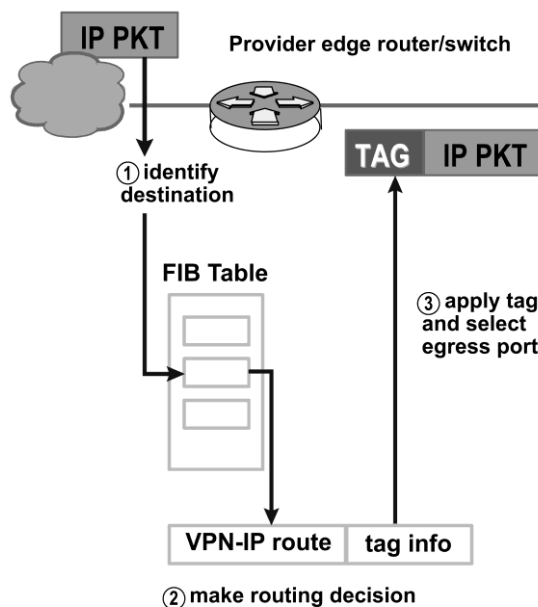 IP PKT
Provider edge router/switch
TAG IP PKT
① identify
destination
FIB Table
③ apply tag
and select
egress port
VPN-IP route tag info
② make routing decision